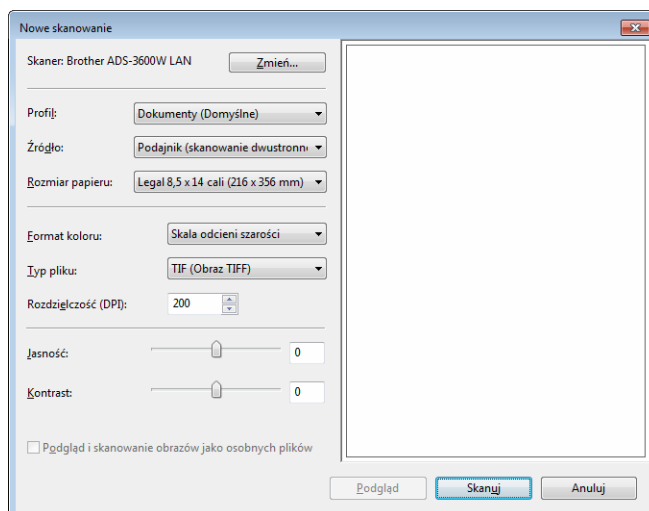 Nowe skanowanie
Skaner: Brother ADS-3600W LAN Zmień...
Profil: Dokumenty (Domyślne)
Źródło: Podajnik (skanowanie dwustronn
Rozmiar papieru: Legal 8,5 x 14 cali (216 x 356 mm)
Format koloru: Skala odcieni szarości
Typ pliku: TIF (Obraz TIFF)
Rozdzielczość (DPI): 200
Jasność: 0
Kontrast: 0
Podgląd i skanowanie obrazów jako osobnych plików
Podgląd Skanuj Anuluj